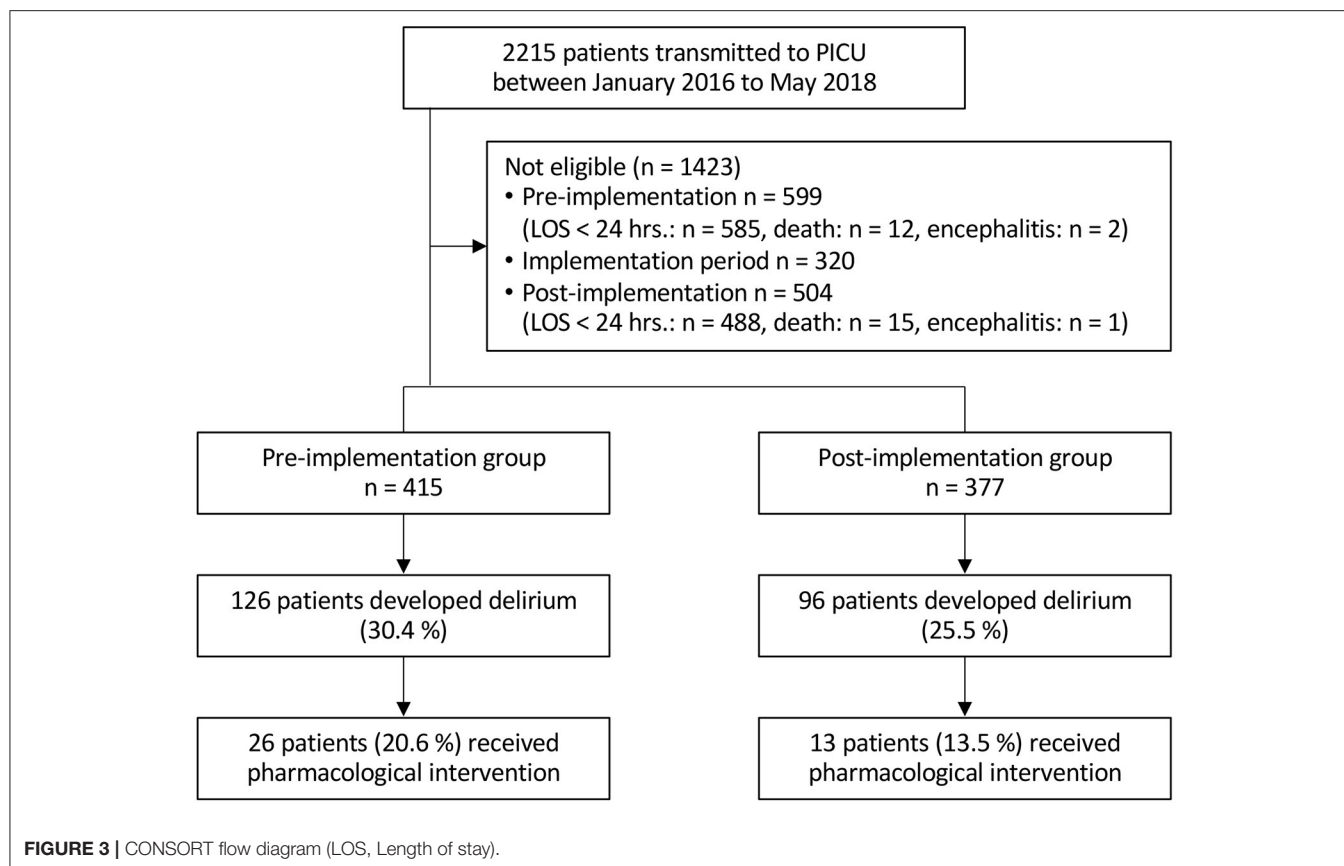 2215 patients transmitted to PICU
between January 2016 to May 2018
Not eligible (n = 1423)
• Pre-implementation n = 599
(LOS < 24 hrs.: n = 585, death: n = 12, encephalitis: n = 2)
• Implementation period n = 320
• Post-implementation n = 504
(LOS < 24 hrs.: n = 488, death: n = 15, encephalitis: n = 1)
Pre-implementation group
n = 415
Post-implementation group
n = 377
126 patients developed delirium
(30.4 %)
96 patients developed delirium
(25.5 %)
26 patients (20.6 %) received
pharmacological intervention
13 patients (13.5 %) received
pharmacological intervention
FIGURE 3 | CONSORT flow diagram (LOS, Length of stay).